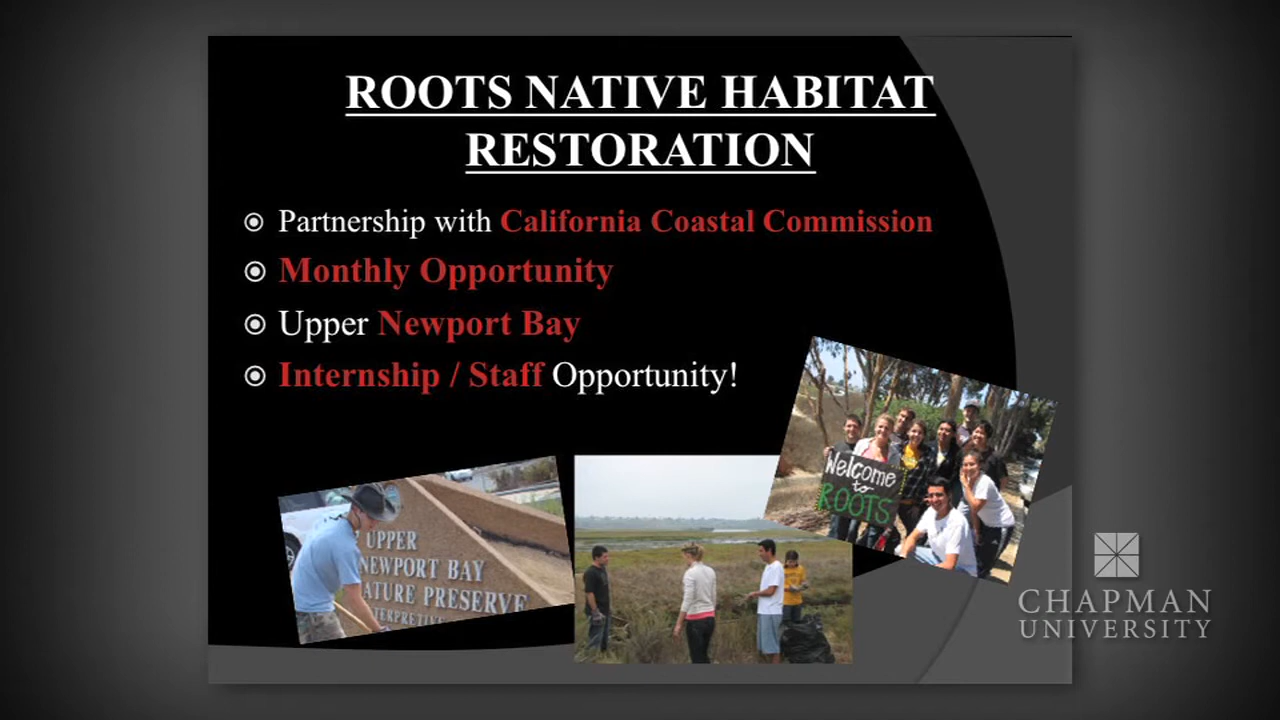 ROOTS NATIVE HABITAT
RESTORATION
Partnership with California Coastal Commission
Monthly Opportunity
Upper Newport Bay
Internship / Staff Opportunity!
Welcome
to
ROOTS
UPPER
NEWPORT BAY
NATURE PRESERVE
CHAPMAN
UNIVERSITY